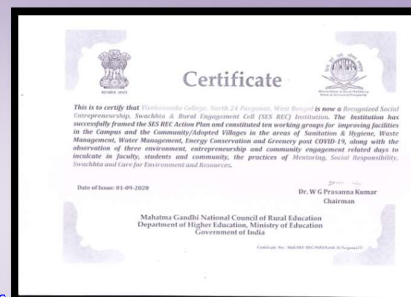 Certificate
This is to certify that Vivekananda College, North 24 Parganas, West Bengal is now a Recognized Social
Entrepreneurship, Swachhta & Rural Engagement Cell (SES REC) Institution. The Institution has
successfully framed the SES REC Action Plan and constituted ten working groups for improving facilities
in the Campus and the Community/Adopted Villages in the areas of Sanitation & Hygiene, Waste
Management, Water Management, Energy Conservation and Greenery post COVID-19, along with the
observation of three environment, entrepreneurship and community engagement related days to
inculcate in faculty, students and community, the practices of Mentoring, Social Responsibility,
Swachhta and Care for Environment and Resources.
Date of Issue: 01-09-2020
Dr. W G Prasanna Kumar
Chairman
Mahatma Gandhi National Council of Rural Education
Department of Higher Education, Ministry of Education
Government of India